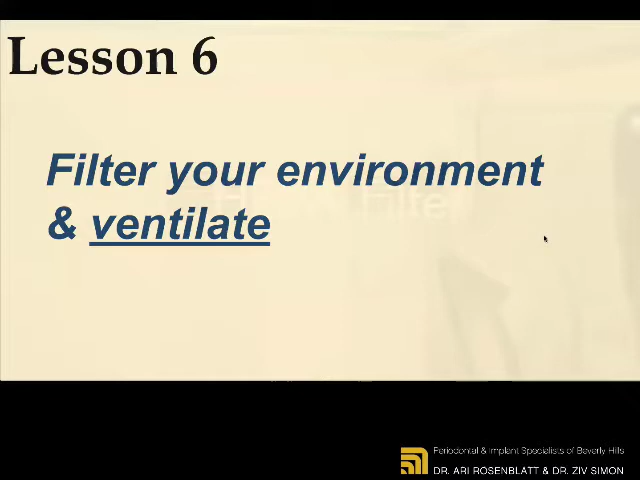 Lesson 6
Filter your environment
& ventilate
Periodontal & Implant Specialists of Beverly Hills
DR. ARI ROSENBLATT & DR. ZIV SIMON